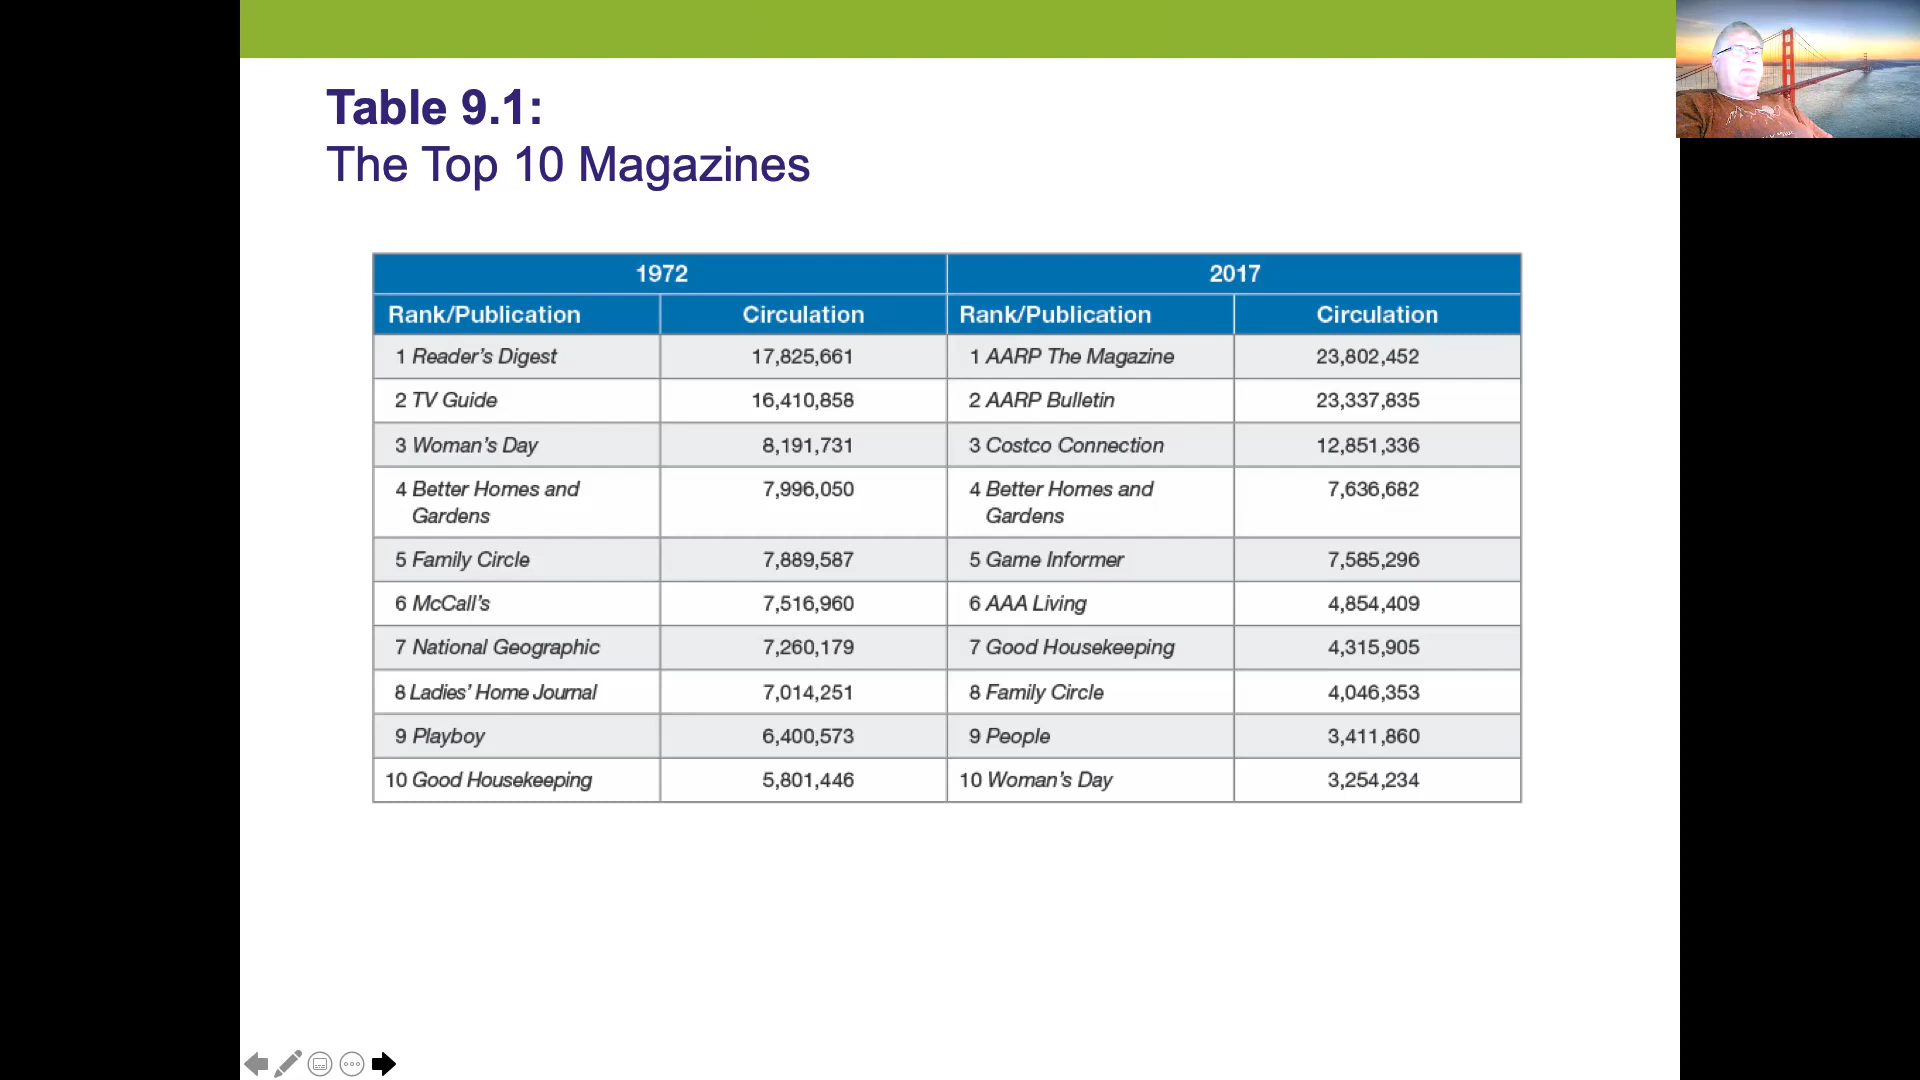 Table 9.1:
The Top 10 Magazines
1972 2017
Rank/Publication Circulation Rank/Publication Circulation
1 Reader's Digest 17,825,661 1 AARP The Magazine 23,802,452
2 TV Guide 16,410,858 2 AARP Bulletin 23,337,835
3 Woman's Day 8,191,731 3 Costco Connection 12,851,336
4 Better Homes and 7,996,050 4 Better Homes and 7,636,682
Gardens Gardens
5 Family Circle 7,889,587 5 Game Informer 7,585,296
6 McCall's 7,516,960 6 AAA Living 4,854,409
7 National Geographic 7,260,179 7 Good Housekeeping 4,315,905
8 Ladies' Home Journal 7,014,251 8 Family Circle 4,046,353
9 Playboy 6,400,573 9 People 3,411,860
10 Good Housekeeping 5,801,446 10 Woman's Day 3,254,234